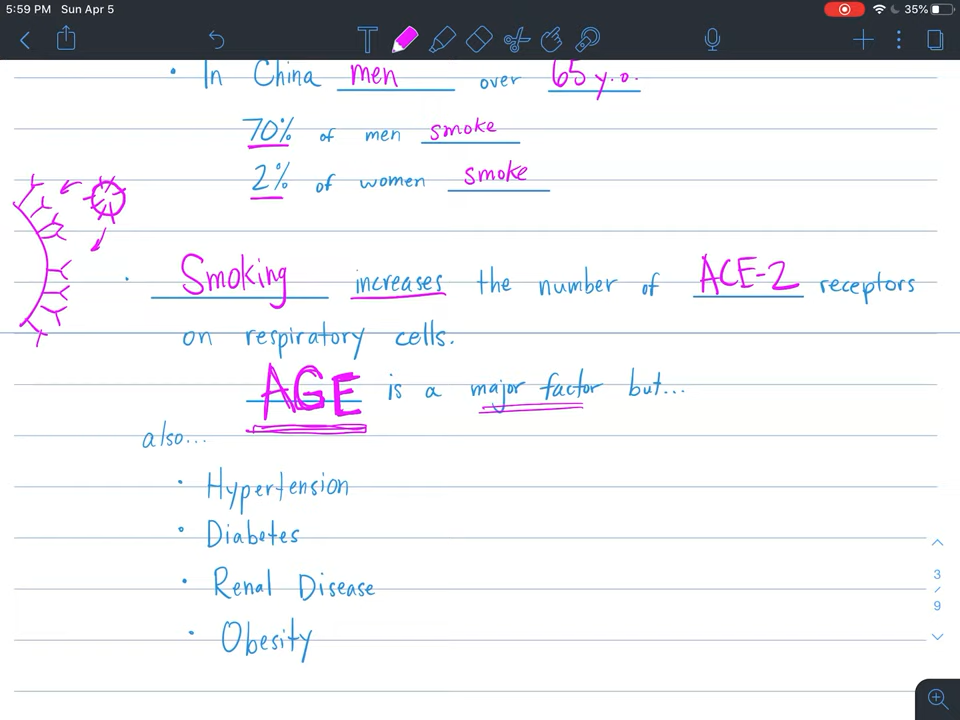 5:59 PM Sun Apr 5 35%
T
• In China men over 65 y.o.
70% of men smoke
2% of women smoke
• Smoking increases the number of ACE-2 receptors
on respiratory cells.
AGE is a major factor but...
also...
• Hypertension
• Diabetes
• Renal Disease
• Obesity
3
/
9